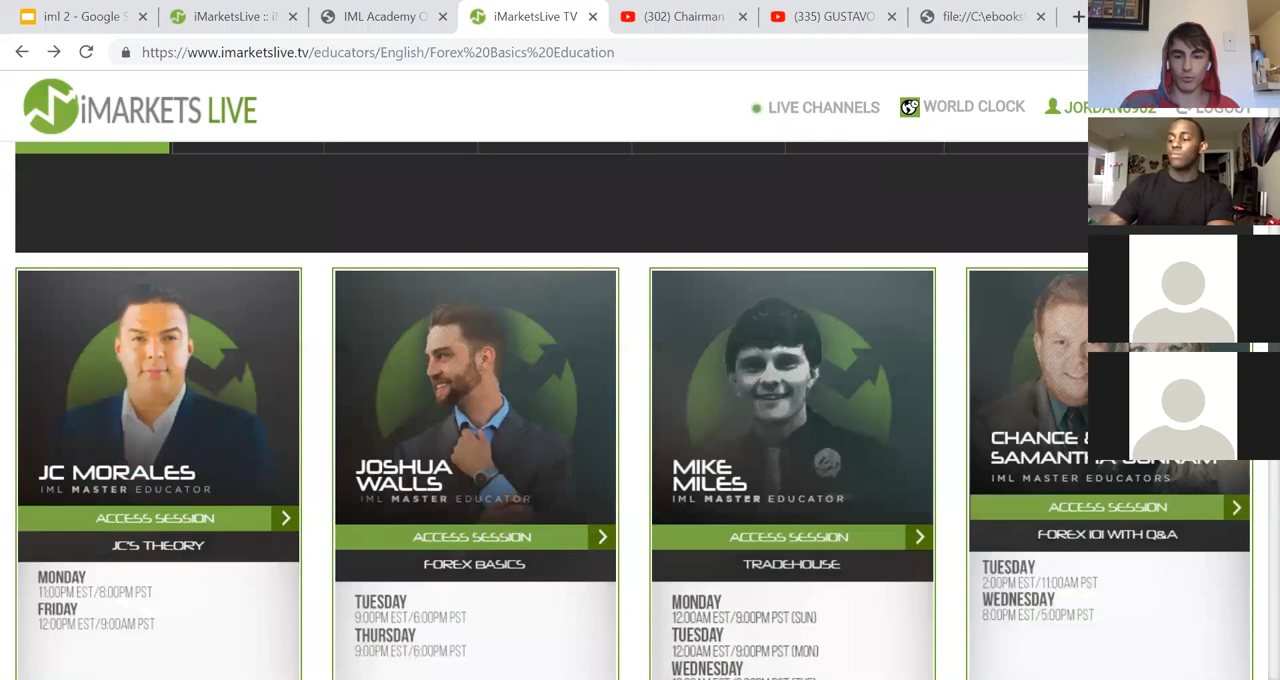 iml 2 - Google S
iMarketsLive :: i
IML Academy O
iMarketsLive TV
(302) Chairman
(335) GUSTAVO
file://C:\ebooks
https://www.imarketslive.tv/educators/English/Forex%20Basics%20Education
iMARKETS LIVE
LIVE CHANNELS
WORLD CLOCK
LOGOUT
JC MORALES
IML MASTER EDUCATOR
ACCESS SESSION
JC'S THEORY
MONDAY
11:00PM EST/8:00PM PST
FRIDAY
12:00PM EST/9:00AM PST
JOSHUA
WALLS
IML MASTER EDUCATOR
ACCESS SESSION
FOREX BASICS
TUESDAY
9:00PM EST/6:00PM PST
THURSDAY
9:00PM EST/6:00PM PST
MIKE
MILES
IML MASTER EDUCATOR
ACCESS SESSION
TRADEHOUSE
MONDAY
12:00AM EST/9:00PM PST (SUN)
TUESDAY
12:00AM EST/9:00PM PST (MON)
WEDNESDAY
CHANCE &
SAMANTHA
IML MASTER EDUCATORS
ACCESS SESSION
FOREX 101 WITH Q&A
TUESDAY
2:00PM EST/11:00AM PST
WEDNESDAY
8:00PM EST/5:00PM PST